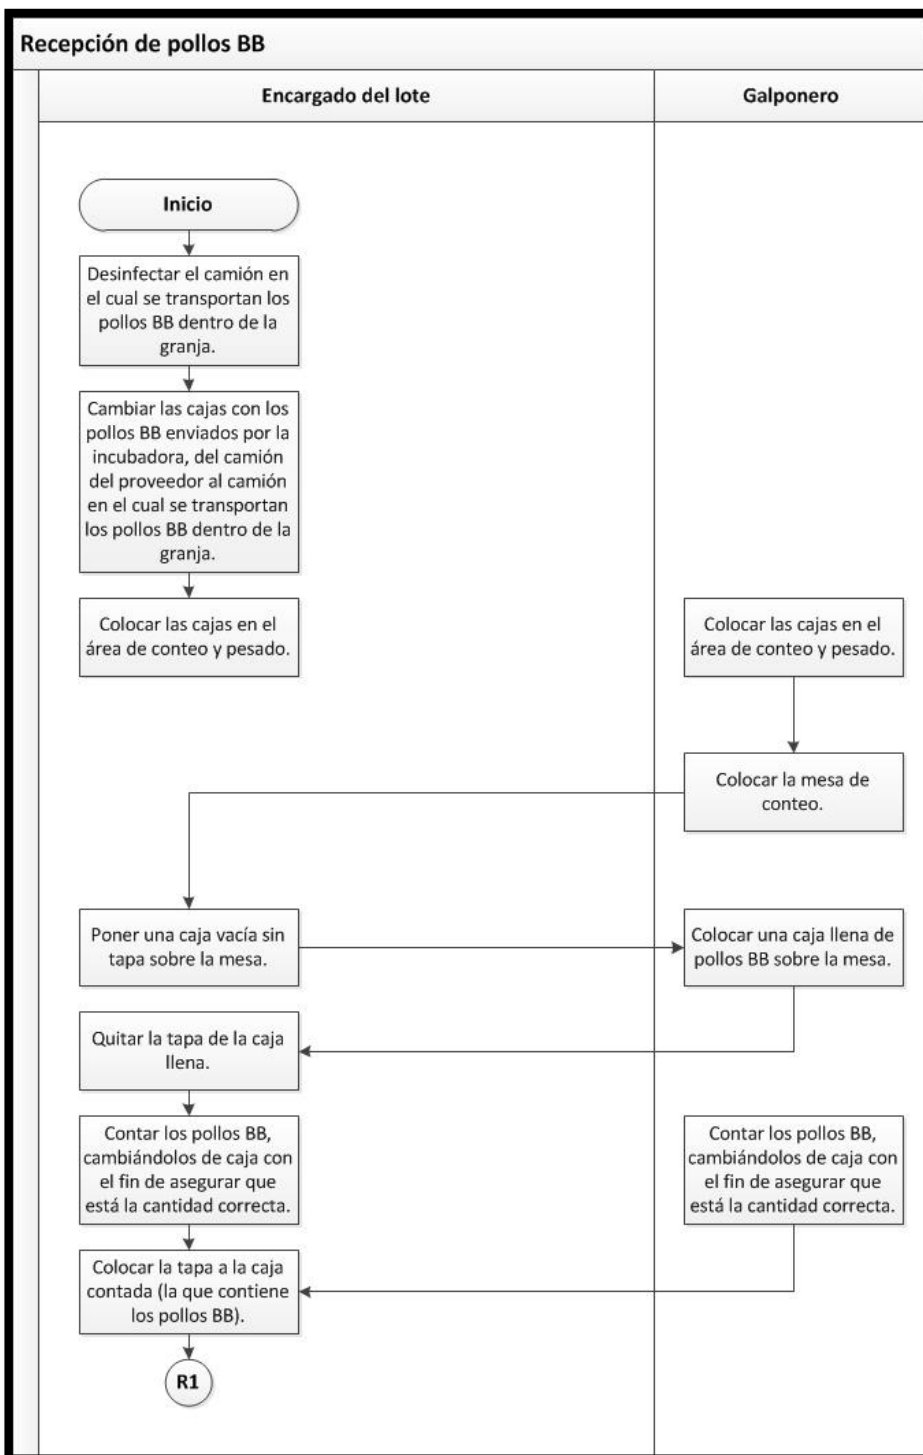 Recepción de pollos BB
Encargado del lote
Galponero
Inicio
Desinfectar el camión en
el cual se transportan los
pollos BB dentro de la
granja.
Cambiar las cajas con los
pollos BB enviados por la
incubadora, del camión
del proveedor al camión
en el cual se transportan
los pollos BB dentro de la
granja.
Colocar las cajas en el
área de conteo y pesado.
Colocar las cajas en el
área de conteo y pesado.
Colocar la mesa de
conteo.
Poner una caja vacía sin
tapa sobre la mesa.
Colocar una caja llena de
pollos BB sobre la mesa.
Quitar la tapa de la caja
llena.
Contar los pollos BB,
cambiándolos de caja con
el fin de asegurar que
está la cantidad correcta.
Contar los pollos BB,
cambiándolos de caja con
el fin de asegurar que
está la cantidad correcta.
Colocar la tapa a la caja
contada (la que contiene
los pollos BB).
R1